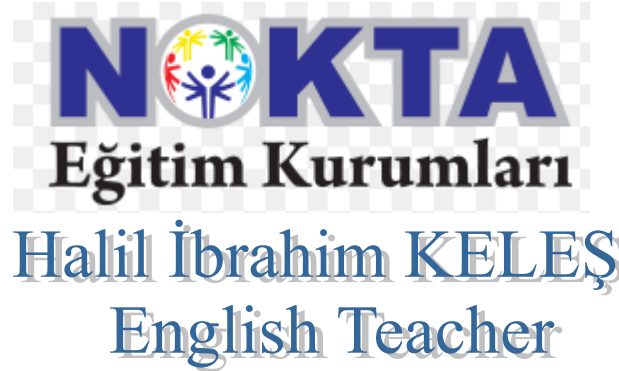 NOKTA
Eğitim Kurumları
Halil İbrahim KELEŞ
English Teacher